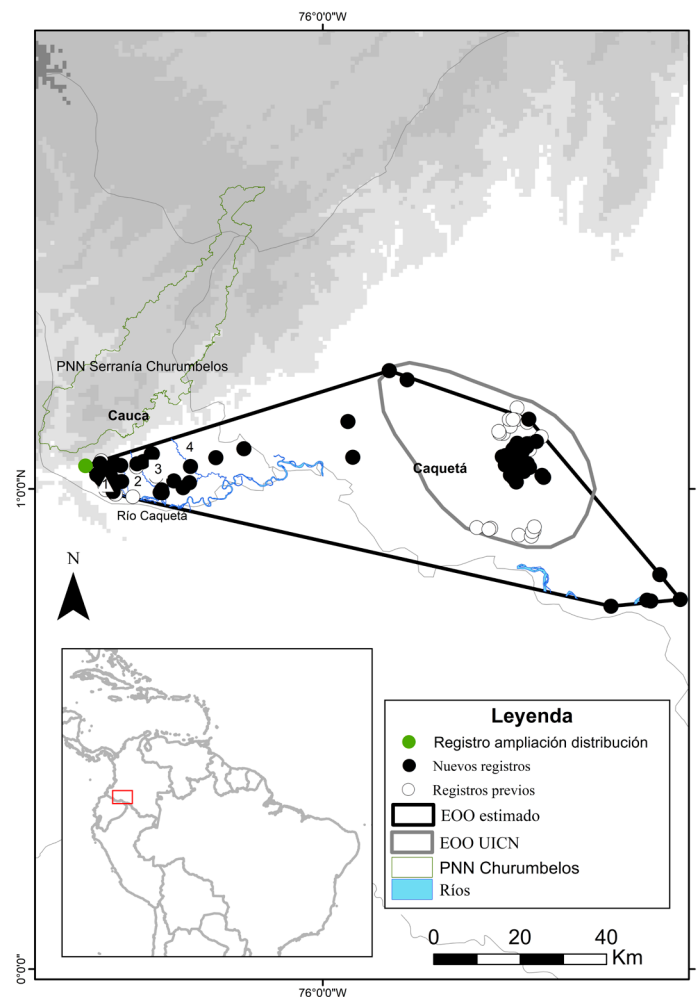 76°0'0"W
PNN Serranía Churumbelos
Cauca
4
3
1 2
Caquetá
1°0'0"N
Río Caquetá
N
Leyenda
Registro ampliación distribución
Nuevos registros
Registros previos
EOO estimado
EOO UICN
PNN Churumbelos
Ríos
0 20 40
Km
0°0'0"
76°0'0"W